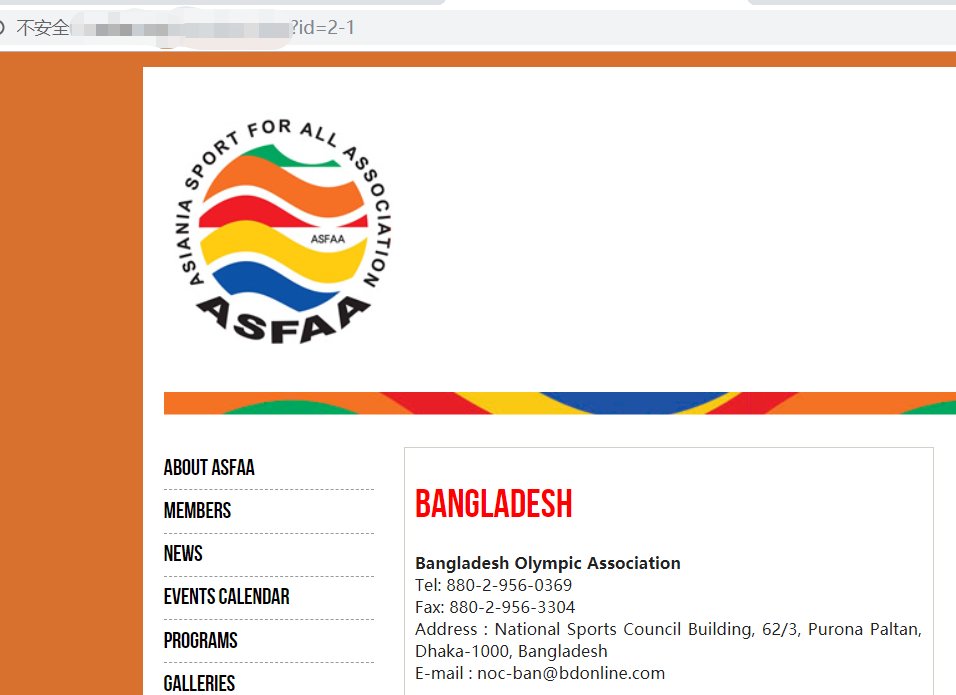 不安全
?id=2-1
ASIANIA SPORT FOR ALL ASSOCIATION
ASFAA
ASFAA
ABOUT ASFAA
MEMBERS
NEWS
EVENTS CALENDAR
PROGRAMS
GALLERIES
BANGLADESH
Bangladesh Olympic Association
Tel: 880-2-956-0369
Fax: 880-2-956-3304
Address : National Sports Council Building, 62/3, Purona Paltan,
Dhaka-1000, Bangladesh
E-mail : noc-ban@bdonline.com